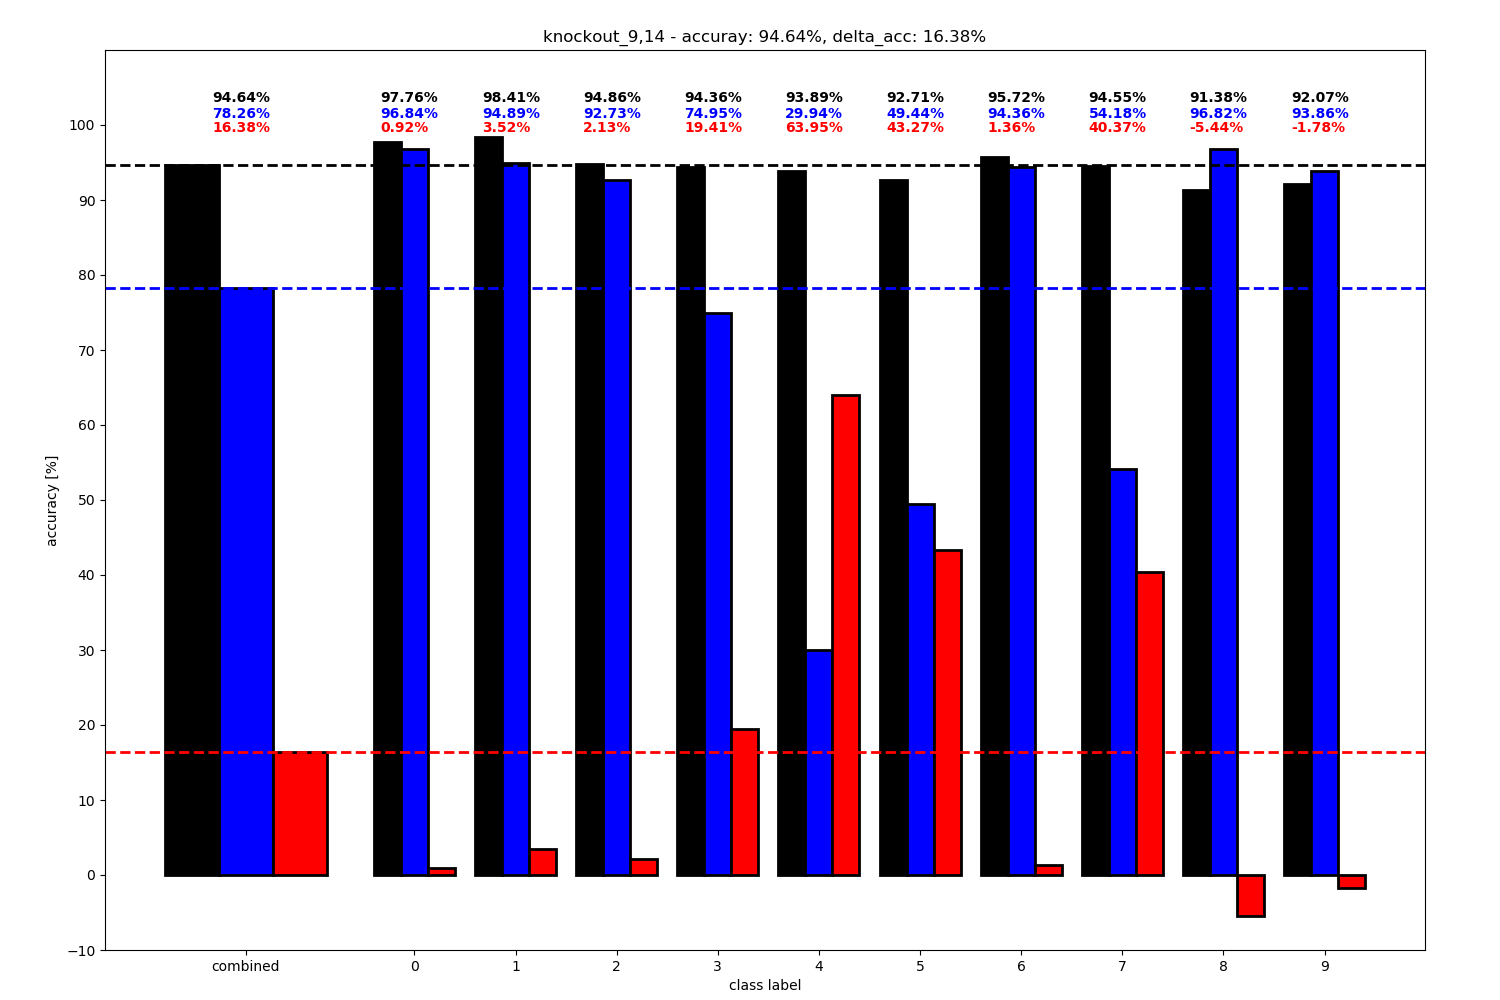 knockout_9,14 - accuray: 94.64%, delta_acc: 16.38%
94.64% 97.76% 98.41% 94.86% 94.36% 93.89% 92.71% 95.72% 94.55% 91.38% 92.07%
78.26% 96.84% 94.89% 92.73% 74.95% 29.94% 49.44% 94.36% 54.18% 96.82% 93.86%
16.38% 0.92% 3.52% 2.13% 19.41% 63.95% 43.27% 1.36% 40.37% -5.44% -1.78%
100
90
80
70
60
50
40
30
20
10
0
−10
accuracy [%]
combined 0 1 2 3 4 5 6 7 8 9
class label